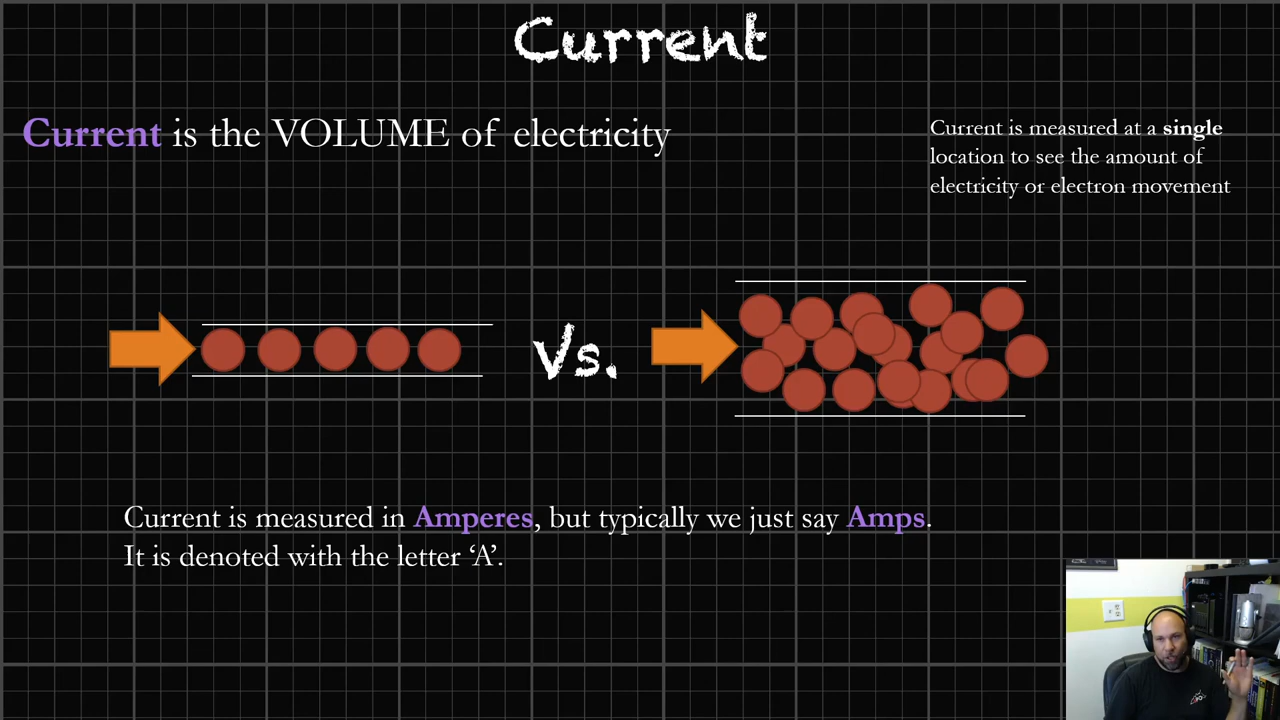 Current
Current is the VOLUME of electricity
Current is measured at a single
location to see the amount of
electricity or electron movement
Vs.
Current is measured in Amperes, but typically we just say Amps.
It is denoted with the letter ‘A’.